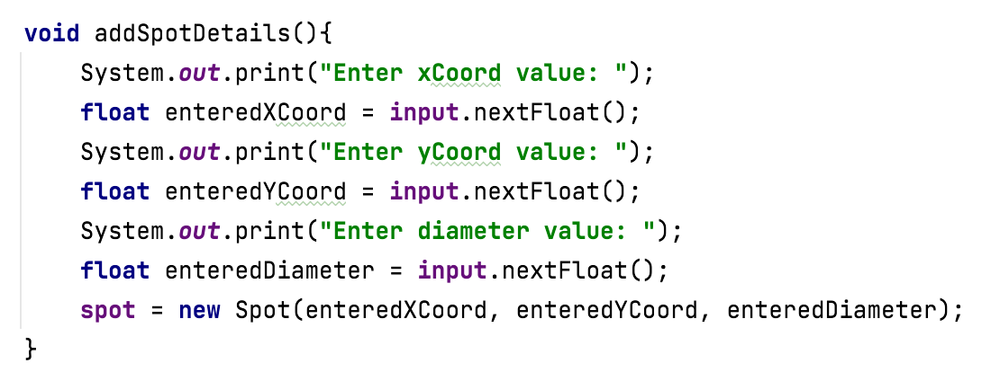 void addSpotDetails(){
    System.out.print("Enter xCoord value: ");
    float enteredXCoord = input.nextFloat();
    System.out.print("Enter yCoord value: ");
    float enteredYCoord = input.nextFloat();
    System.out.print("Enter diameter value: ");
    float enteredDiameter = input.nextFloat();
    spot = new Spot(enteredXCoord, enteredYCoord, enteredDiameter);
}